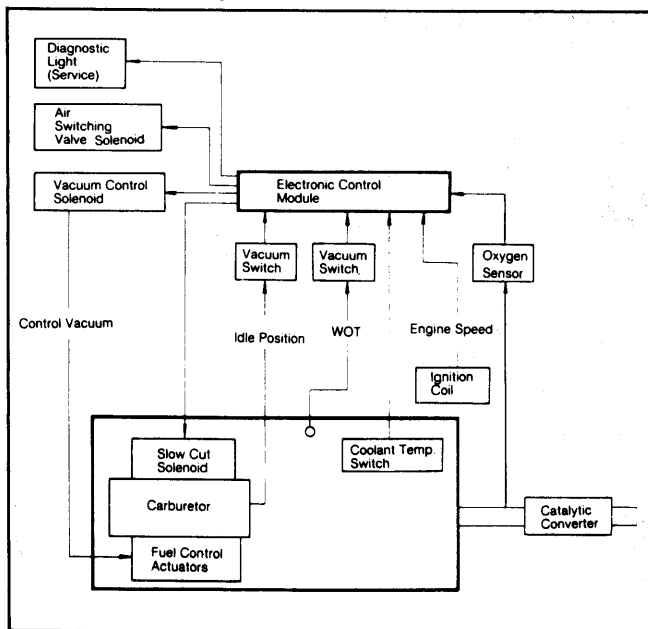 Diagnostic
Light
(Service)
Air
Switching
Valve Solenoid
Vacuum Control
Solenoid
Electronic Control
Module
Vacuum
Switch
Vacuum
Switch
Oxygen
Sensor
Control Vacuum
Idle Position
WOT
Engine Speed
Ignition
Coil
Slow Cut
Solenoid
Coolant Temp.
Switch
Carburetor
Catalytic
Converter
Fuel Control
Actuators